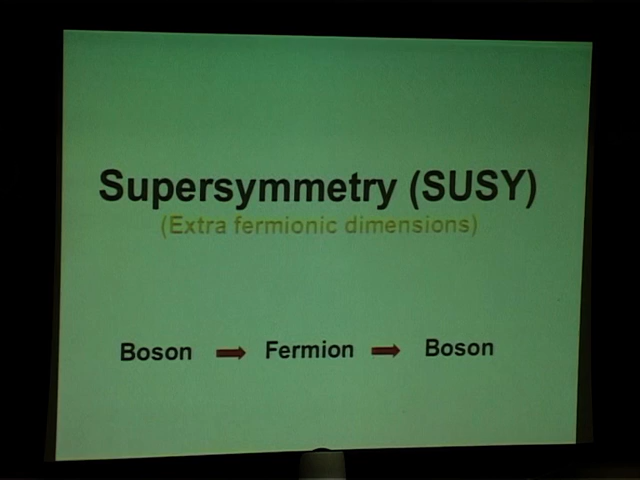 Supersymmetry (SUSY)
(Extra fermionic dimensions)
Boson → Fermion → Boson